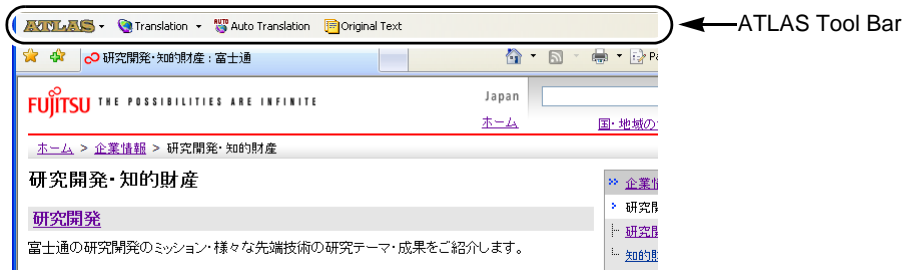 ATLAS Translation Auto Translation Original Text
ATLAS Tool Bar
研究開発・知的財産 : 富士通
FUJITSU THE POSSIBILITIES ARE INFINITE
Japan
ホーム
国・地域の
ホーム > 企業情報 > 研究開発・知的財産
研究開発・知的財産
企業
研究開発
研究
富士通の研究開発のミッション・様々な先端技術の研究テーマ・成果をご紹介します。
研究
知的